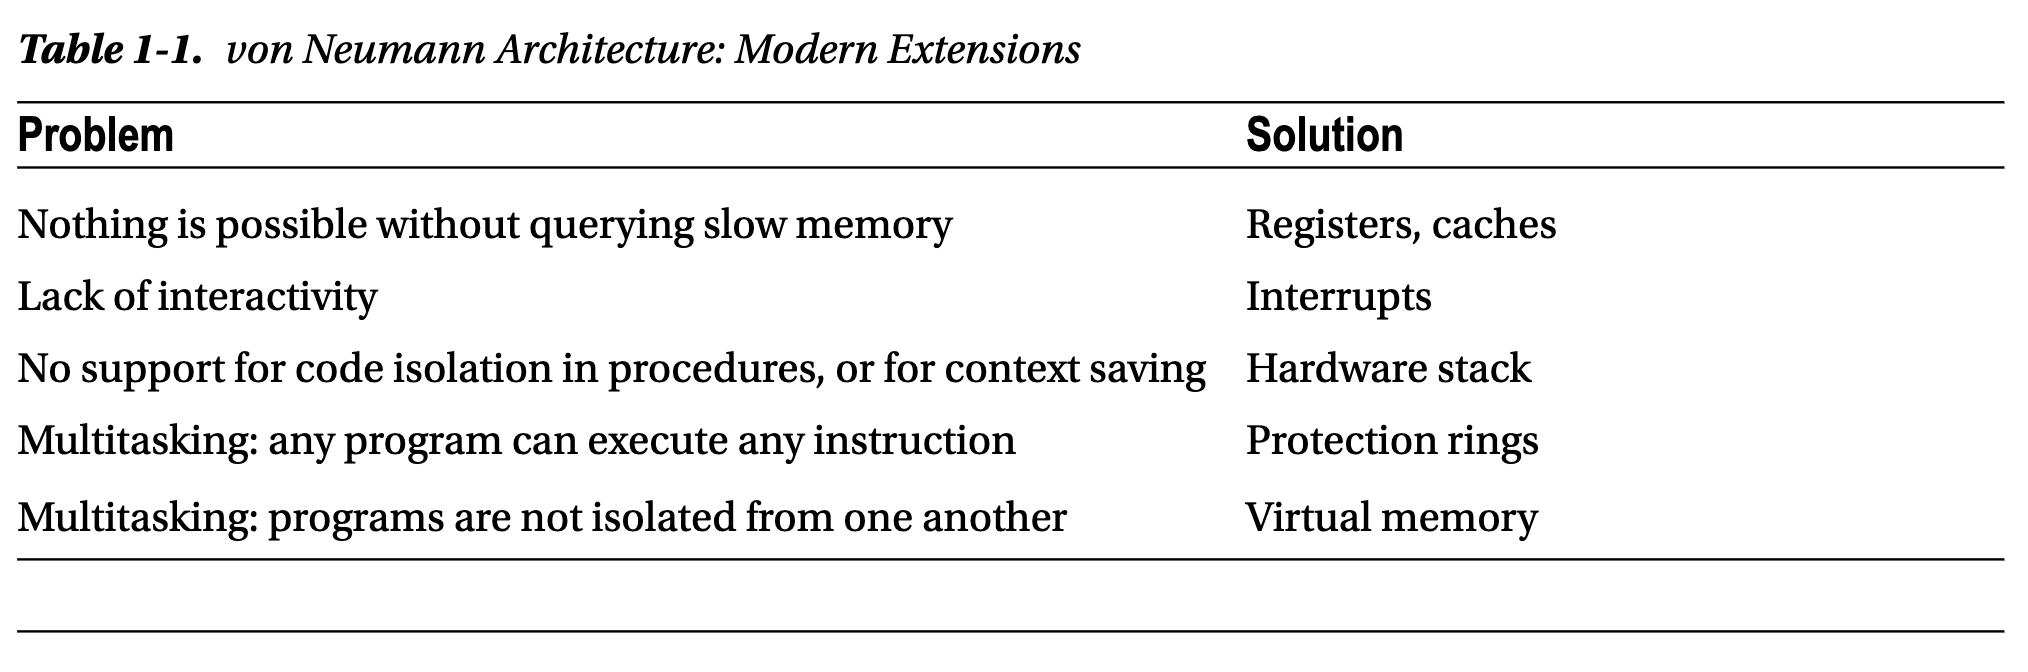 Table 1-1. von Neumann Architecture: Modern Extensions
Problem Solution
Nothing is possible without querying slow memory Registers, caches
Lack of interactivity Interrupts
No support for code isolation in procedures, or for context saving Hardware stack
Multitasking: any program can execute any instruction Protection rings
Multitasking: programs are not isolated from one another Virtual memory